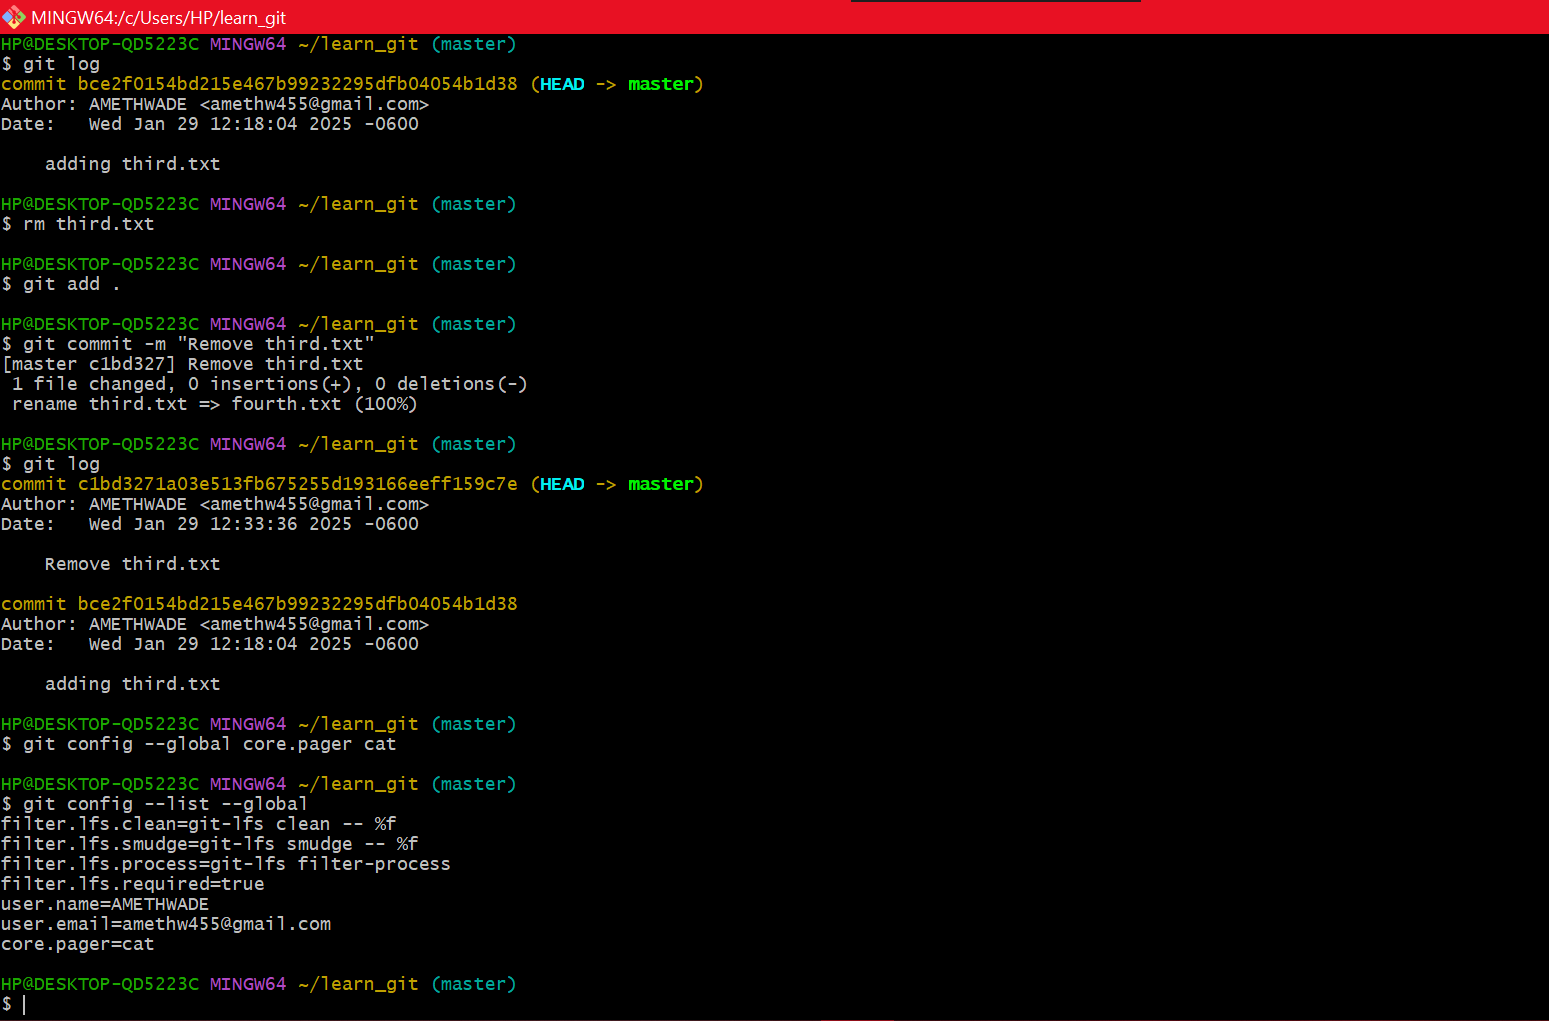 MINGW64:/c/Users/HP/learn_git
HP@DESKTOP-QD5223C MINGW64 ~/learn_git (master)
$ git log
commit bce2f0154bd215e467b99232295dfb04054b1d38 (HEAD -> master)
Author: AMETHWADE <amethw455@gmail.com>
Date:   Wed Jan 29 12:18:04 2025 -0600
    adding third.txt
HP@DESKTOP-QD5223C MINGW64 ~/learn_git (master)
$ rm third.txt
HP@DESKTOP-QD5223C MINGW64 ~/learn_git (master)
$ git add .
HP@DESKTOP-QD5223C MINGW64 ~/learn_git (master)
$ git commit -m "Remove third.txt"
[master c1bd327] Remove third.txt
 1 file changed, 0 insertions(+), 0 deletions(-)
 rename third.txt => fourth.txt (100%)
HP@DESKTOP-QD5223C MINGW64 ~/learn_git (master)
$ git log
commit c1bd3271a03e513fb675255d193166eeff159c7e (HEAD -> master)
Author: AMETHWADE <amethw455@gmail.com>
Date:   Wed Jan 29 12:33:36 2025 -0600
    Remove third.txt
commit bce2f0154bd215e467b99232295dfb04054b1d38
Author: AMETHWADE <amethw455@gmail.com>
Date:   Wed Jan 29 12:18:04 2025 -0600
    adding third.txt
HP@DESKTOP-QD5223C MINGW64 ~/learn_git (master)
$ git config --global core.pager cat
HP@DESKTOP-QD5223C MINGW64 ~/learn_git (master)
$ git config --list --global
filter.lfs.clean=git-lfs clean -- %f
filter.lfs.smudge=git-lfs smudge -- %f
filter.lfs.process=git-lfs filter-process
filter.lfs.required=true
user.name=AMETHWADE
user.email=amethw455@gmail.com
core.pager=cat
HP@DESKTOP-QD5223C MINGW64 ~/learn_git (master)
$